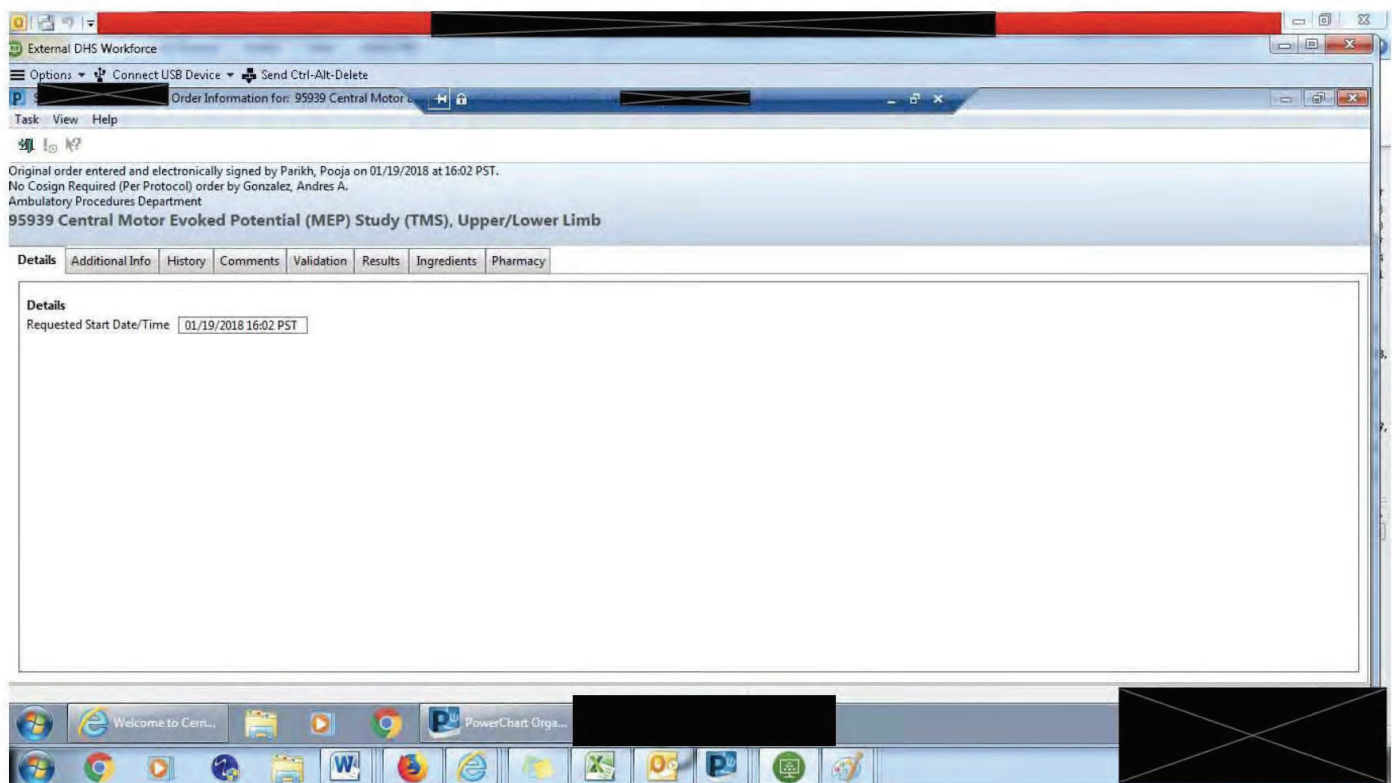 External DHS Workforce
Options Connect USB Device Send Ctrl-Alt-Delete
Order Information for: 95939 Central Motor
Task View Help
Original order entered and electronically signed by Parikh, Pooja on 01/19/2018 at 16:02 PST.
No Cosign Required (Per Protocol) order by Gonzalez, Andres A.
Ambulatory Procedures Department
95939 Central Motor Evoked Potential (MEP) Study (TMS), Upper/Lower Limb
Details Additional Info History Comments Validation Results Ingredients Pharmacy
Details
Requested Start Date/Time 01/19/2018 16:02 PST
Welcome to Cern... PowerChart Orga...